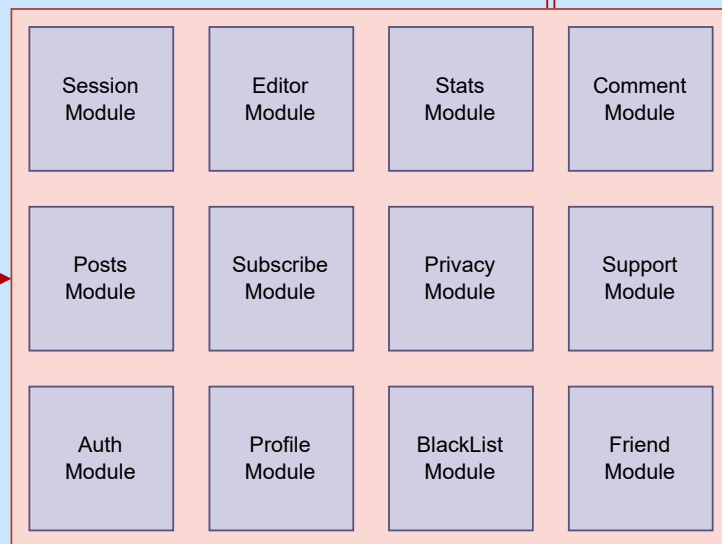 Session
Module
Editor
Module
Stats
Module
Comment
Module
Posts
Module
Subscribe
Module
Privacy
Module
Support
Module
Auth
Module
Profile
Module
BlackList
Module
Friend
Module